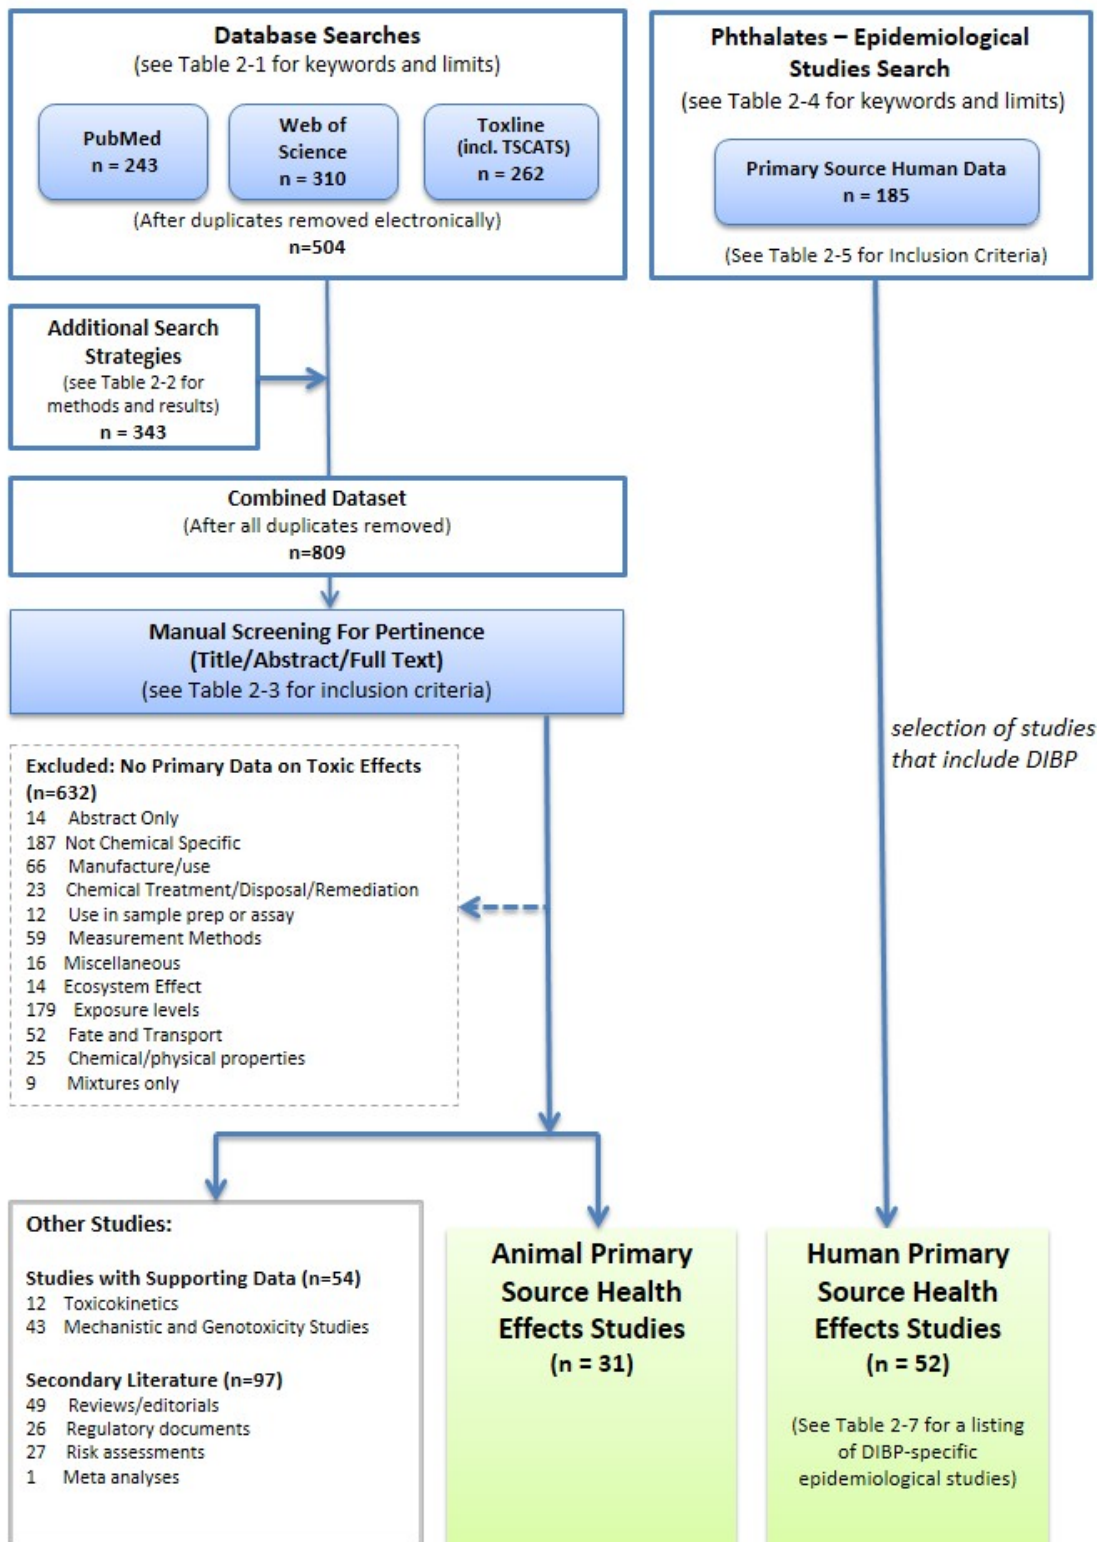 Database Searches
(see Table 2-1 for keywords and limits)
PubMed
n = 243
Web of
Science
n = 310
Toxline
(incl. TSCATS)
n = 262
(After duplicates removed electronically)
n=504
Phthalates – Epidemiological
Studies Search
(see Table 2-4 for keywords and limits)
Primary Source Human Data
n = 185
(See Table 2-5 for Inclusion Criteria)
Additional Search
Strategies
(see Table 2-2 for
methods and results)
n = 343
Combined Dataset
(After all duplicates removed)
n=809
Manual Screening For Pertinence
(Title/Abstract/Full Text)
(see Table 2-3 for inclusion criteria)
selection of studies
that include DIBP
Excluded: No Primary Data on Toxic Effects
(n=632)
14 Abstract Only
187 Not Chemical Specific
66 Manufacture/use
23 Chemical Treatment/Disposal/Remediation
12 Use in sample prep or assay
59 Measurement Methods
16 Miscellaneous
14 Ecosystem Effect
179 Exposure levels
52 Fate and Transport
25 Chemical/physical properties
9 Mixtures only
Other Studies:
Studies with Supporting Data (n=54)
12 Toxicokinetics
43 Mechanistic and Genotoxicity Studies
Secondary Literature (n=97)
49 Reviews/editorials
26 Regulatory documents
27 Risk assessments
1 Meta analyses
Animal Primary
Source Health
Effects Studies
(n = 31)
Human Primary
Source Health
Effects Studies
(n = 52)
(See Table 2-7 for a listing
of DIBP-specific
epidemiological studies)